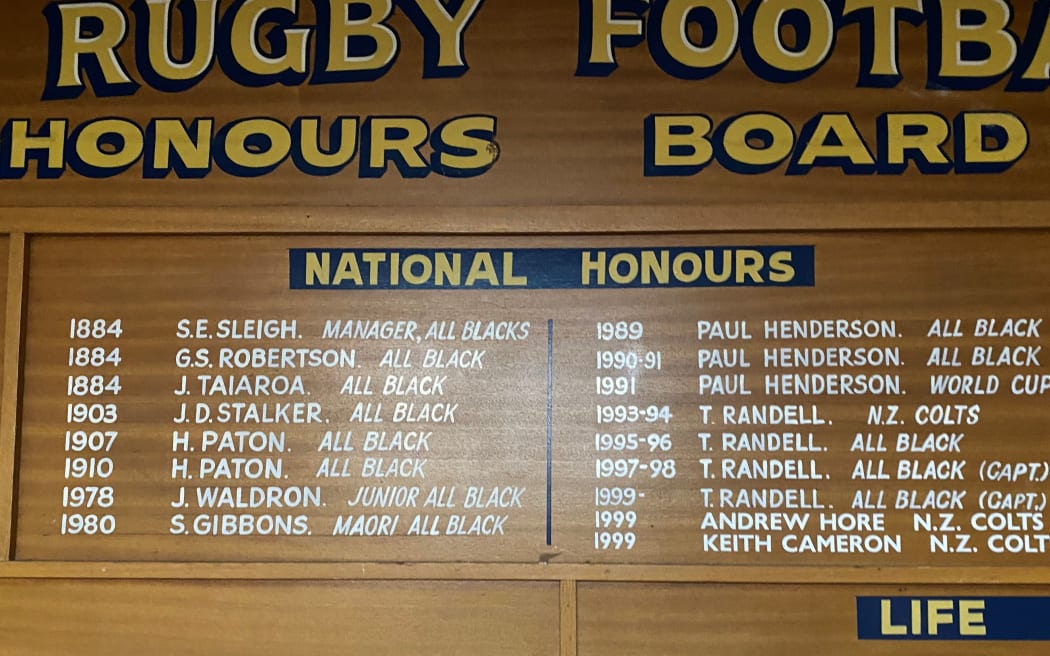 RUGBY FOOTBA
HONOURS BOARD
NATIONAL HONOURS
1884 S.E. SLEIGH. MANAGER, ALL BLACKS
1884 G.S. ROBERTSON. ALL BLACK
1884 J. TAIAROA. ALL BLACK
1903 J.D. STALKER. ALL BLACK
1907 H. PATON. ALL BLACK
1910 H. PATON. ALL BLACK
1978 J. WALDRON. JUNIOR ALL BLACK
1980 S. GIBBONS. MAORI ALL BLACK
1989 PAUL HENDERSON. ALL BLACK
1990-91 PAUL HENDERSON. ALL BLACK
1991 PAUL HENDERSON. WORLD CUP
1993-94 T. RANDELL. N.Z. COLTS
1995-96 T. RANDELL. ALL BLACK
1997-98 T. RANDELL. ALL BLACK (CAPT.)
1999- T. RANDELL. ALL BLACK (CAPT.)
1999 ANDREW HORE N.Z. COLTS
1999 KEITH CAMERON N.Z. COLT
LIFE